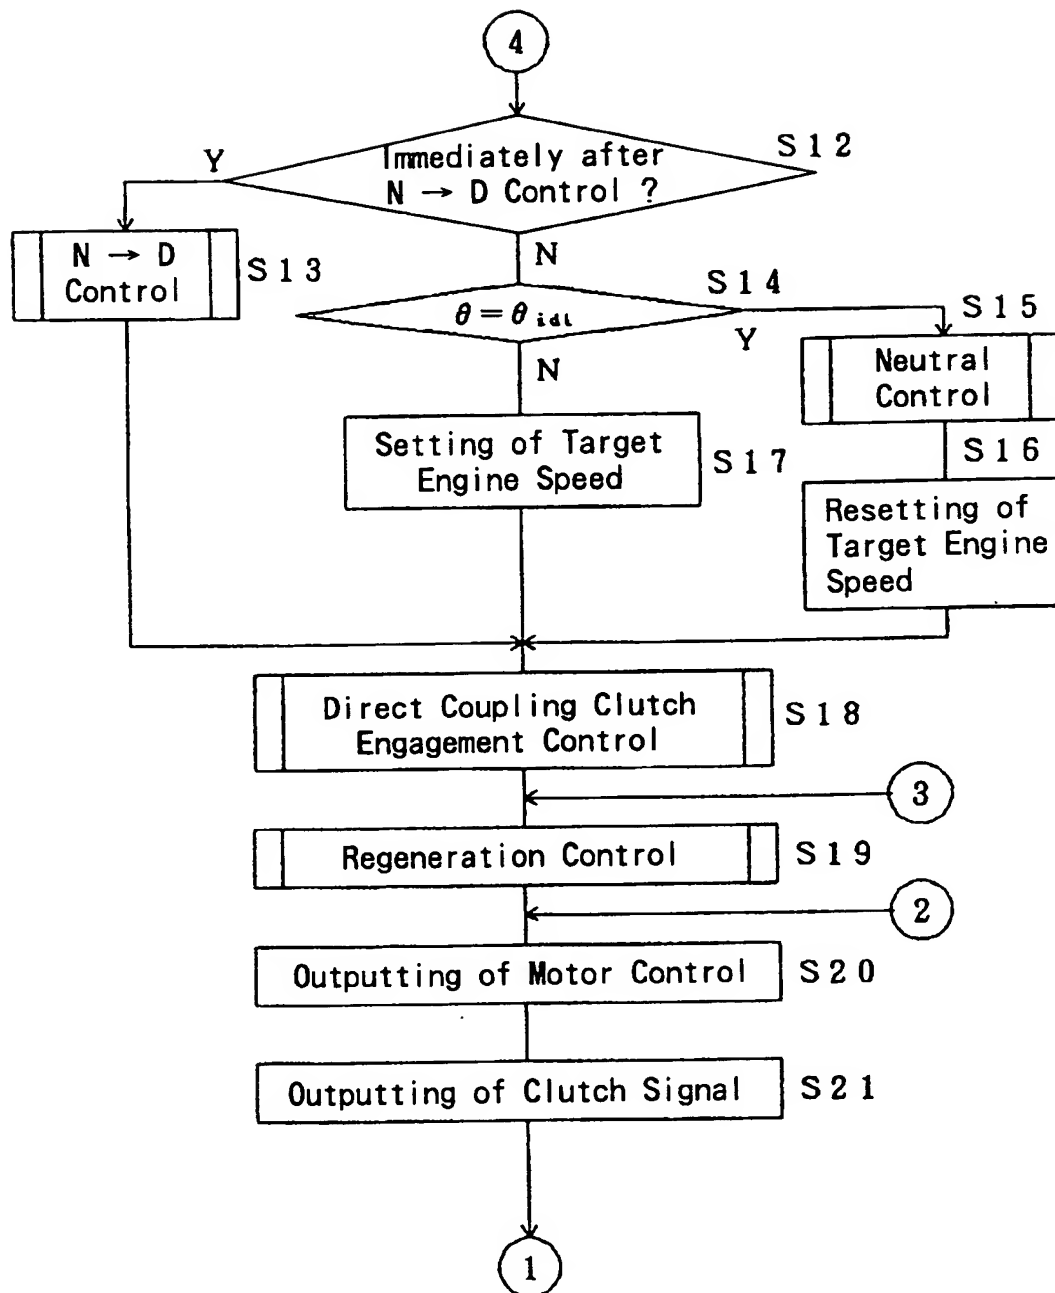 4
Immediately after
N → D Control ?
S12
Y
N
N → D
Control
S13
θ = θidl
S14
Y
N
S15
Neutral
Control
S16
Setting of Target
Engine Speed
S17
Resetting of
Target Engine
Speed
Direct Coupling Clutch
Engagement Control
S18
3
Regeneration Control
S19
2
Outputting of Motor Control
S20
Outputting of Clutch Signal
S21
1